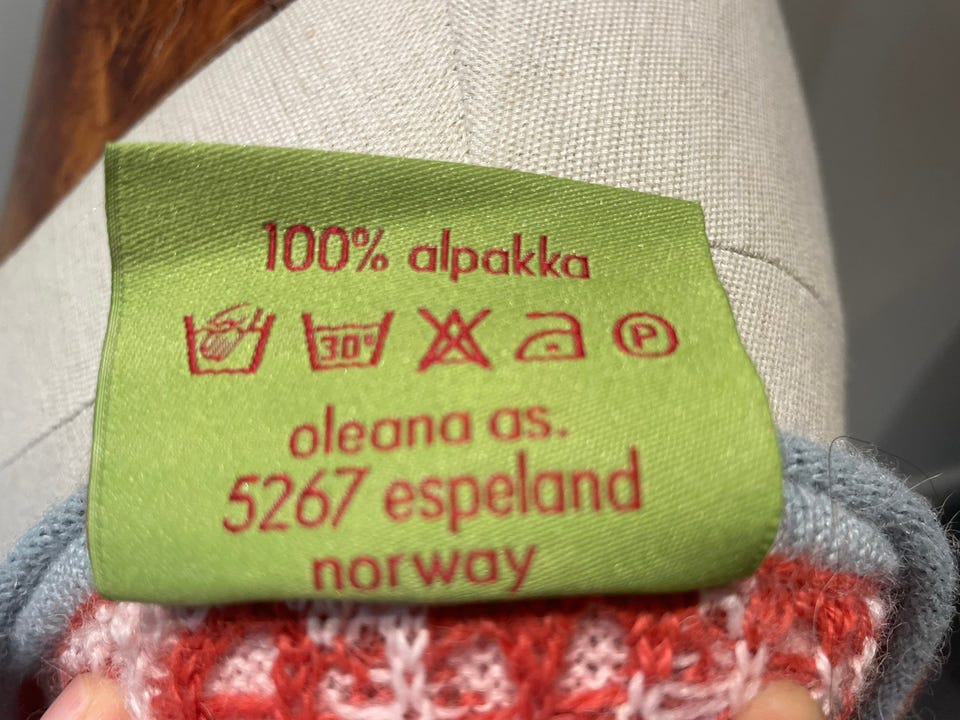 100% alpakka
30° P
oleana as.
5267 espeland
norway